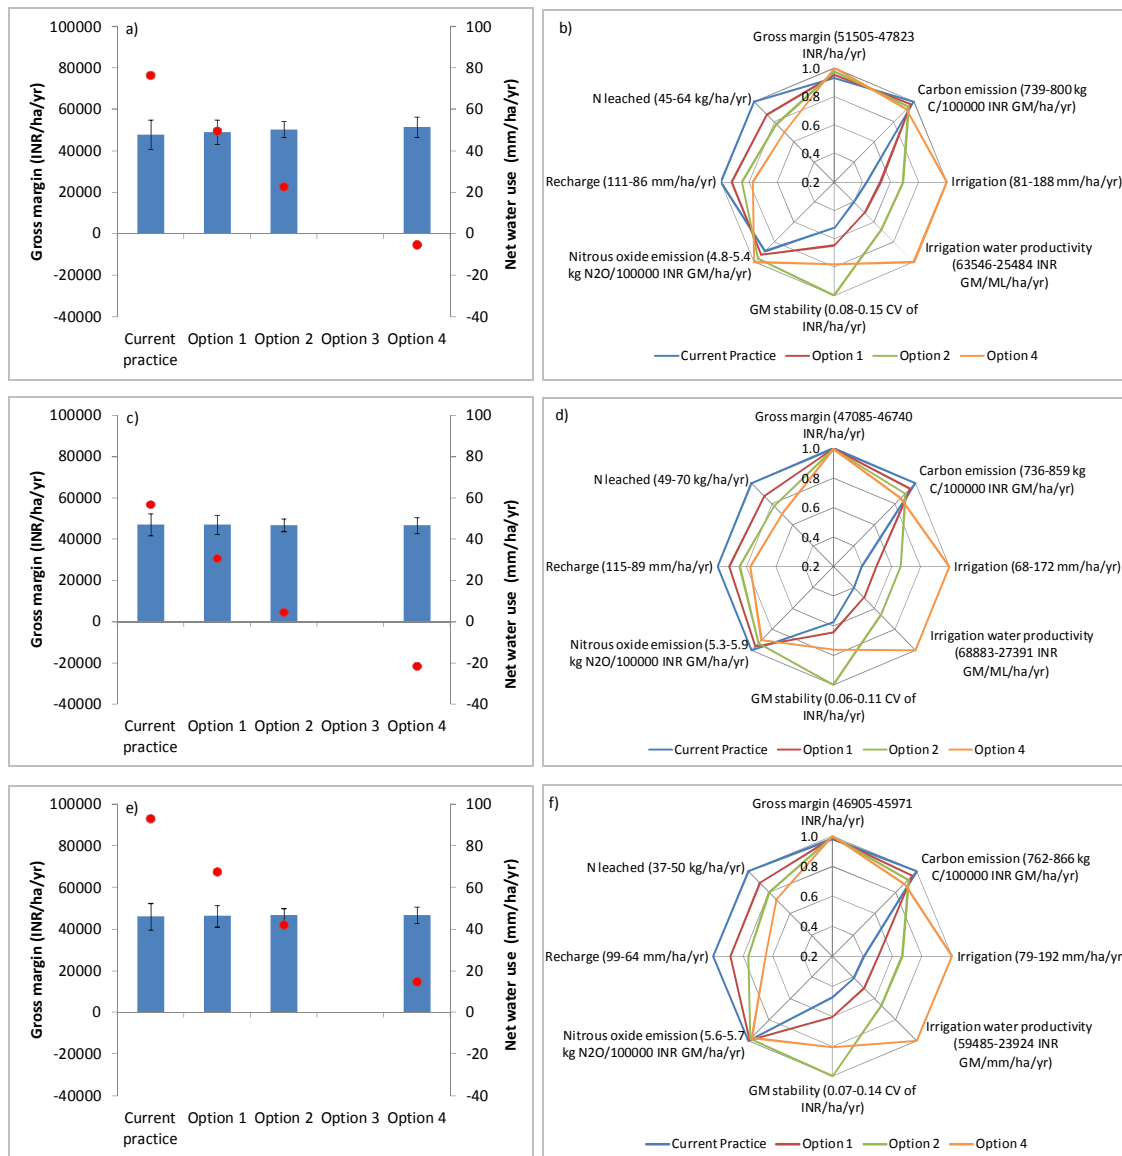 a)
Gross margin (INR/ha/yr)
100000
80000
60000
40000
20000
0
-20000
-40000
100
80
60
40
20
0
-20
-40
Net water use (mm/ha/yr)
Current practice
Option 1
Option 2
Option 3
Option 4
b)
Gross margin (51505-47823
INR/ha/yr)
Carbon emission (739-800 kg
C/100000 INR GM/ha/yr)
Irrigation (81-188 mm/ha/yr)
Irrigation water productivity
(63546-25484 INR
GM/ML/ha/yr)
GM stability (0.08-0.15 CV of
INR/ha/yr)
Nitrous oxide emission (4.8-5.4
kg N2O/100000 INR GM/ha/yr)
Recharge (111-86 mm/ha/yr)
N leached (45-64 kg/ha/yr)
1.0
0.8
0.6
0.4
0.2
Current Practice
Option 1
Option 2
Option 4
c)
Gross margin (INR/ha/yr)
100000
80000
60000
40000
20000
0
-20000
-40000
100
80
60
40
20
0
-20
-40
Net water use (mm/ha/yr)
Current practice
Option 1
Option 2
Option 3
Option 4
d)
Gross margin (47085-46740
INR/ha/yr)
Carbon emission (736-859 kg
C/100000 INR GM/ha/yr)
Irrigation (68-172 mm/ha/yr)
Irrigation water productivity
(68883-27391 INR
GM/ML/ha/yr)
GM stability (0.06-0.11 CV of
INR/ha/yr)
Nitrous oxide emission (5.3-5.9
kg N2O/100000 INR GM/ha/yr)
Recharge (115-89 mm/ha/yr)
N leached (49-70 kg/ha/yr)
1.0
0.8
0.6
0.4
0.2
Current Practice
Option 1
Option 2
Option 4
e)
Gross margin (INR/ha/yr)
100000
80000
60000
40000
20000
0
-20000
-40000
100
80
60
40
20
0
-20
-40
Net water use (mm/ha/yr)
Current practice
Option 1
Option 2
Option 3
Option 4
f)
Gross margin (46905-45971
INR/ha/yr)
Carbon emission (762-866 kg
C/100000 INR GM/ha/yr)
Irrigation (79-192 mm/ha/yr
Irrigation water productivity
(59485-23924 INR
GM/mm/ha/yr)
GM stability (0.07-0.14 CV of
INR/ha/yr)
Nitrous oxide emission (5.6-5.7
kg N2O/100000 INR GM/ha/yr)
Recharge (99-64 mm/ha/yr)
N leached (37-50 kg/ha/yr)
1.0
0.8
0.6
0.4
0.2
Current Practice
Option 1
Option 2
Option 4